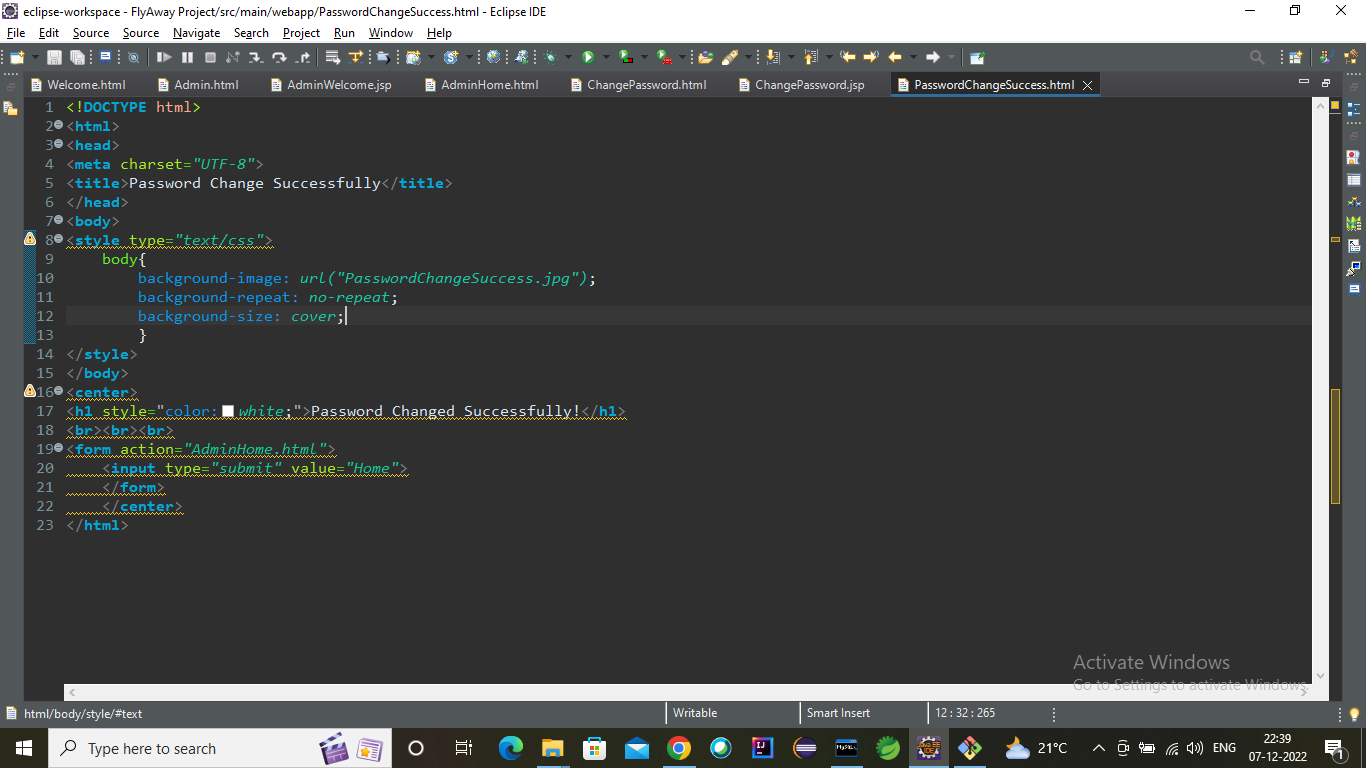 eclipse-workspace - FlyAway Project/src/main/webapp/PasswordChangeSuccess.html - Eclipse IDE
File Edit Source Source Navigate Search Project Run Window Help
Welcome.html Admin.html AdminWelcome.jsp AdminHome.html ChangePassword.html ChangePassword.jsp PasswordChangeSuccess.html
1 <!DOCTYPE html>
2 <html>
3 <head>
4 <meta charset="UTF-8">
5 <title>Password Change Successfully</title>
6 </head>
7 <body>
8 <style type="text/css">
9 body{
10 background-image: url("PasswordChangeSuccess.jpg");
11 background-repeat: no-repeat;
12 background-size: cover;
13 }
14 </style>
15 </body>
16 <center>
17 <h1 style="color: white;">Password Changed Successfully!</h1>
18 <br><br><br>
19 <form action="AdminHome.html">
20 <input type="submit" value="Home">
21 </form>
22 </center>
23 </html>
Activate Windows
Go to Settings to activate Windows.
html/body/style/#text Writable Smart Insert 12 : 32 : 265
Type here to search 21°C ENG 22:39
07-12-2022 1